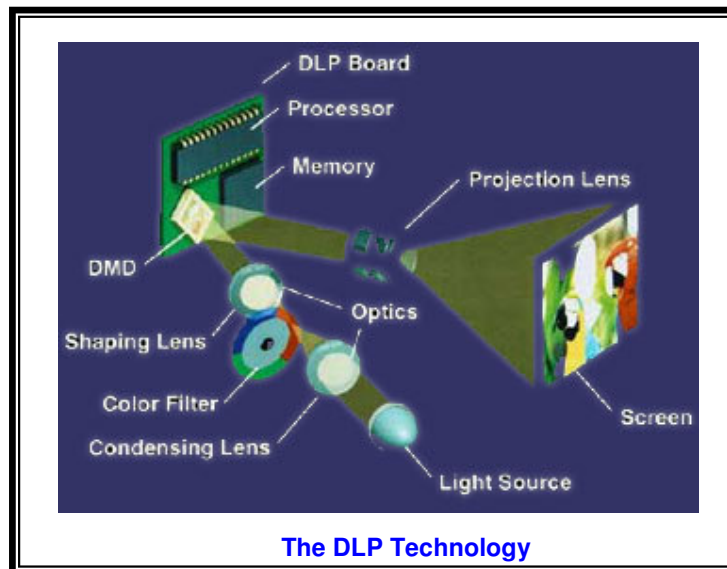 DLP Board
Processor
Memory
Projection Lens
DMD
Optics
Shaping Lens
Color Filter
Screen
Condensing Lens
Light Source
The DLP Technology